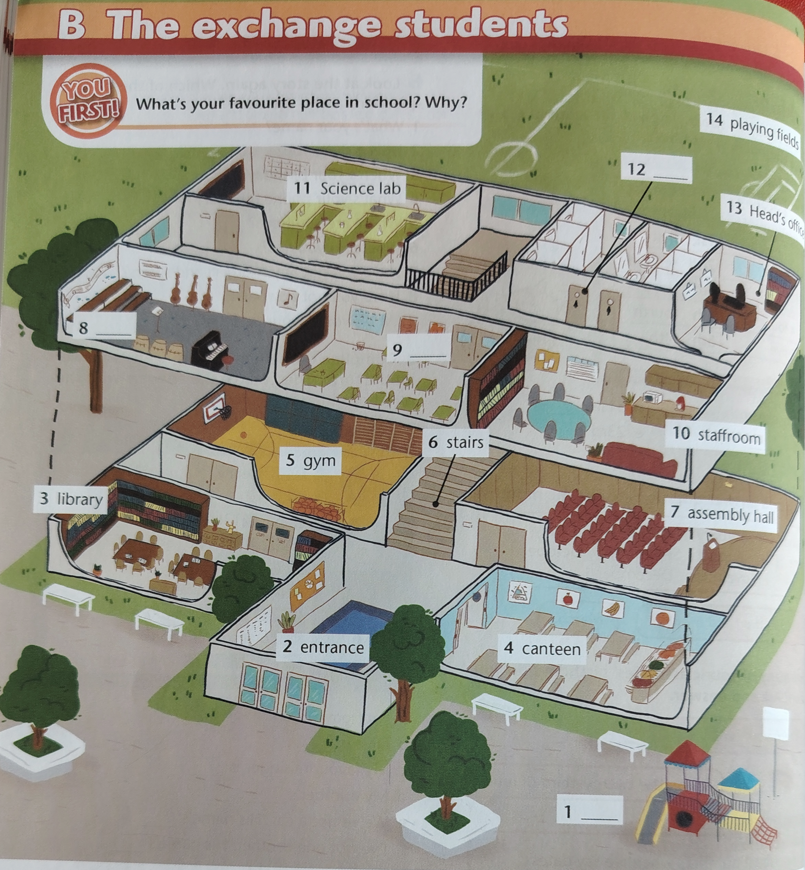 B The exchange students
YOU
FIRST!
What's your favourite place in school? Why?
14 playing fields
12 ____
11 Science lab
13 Head's office
8 ____
9 ____
6 stairs
10 staffroom
5 gym
3 library
7 assembly hall
2 entrance
4 canteen
1 ____